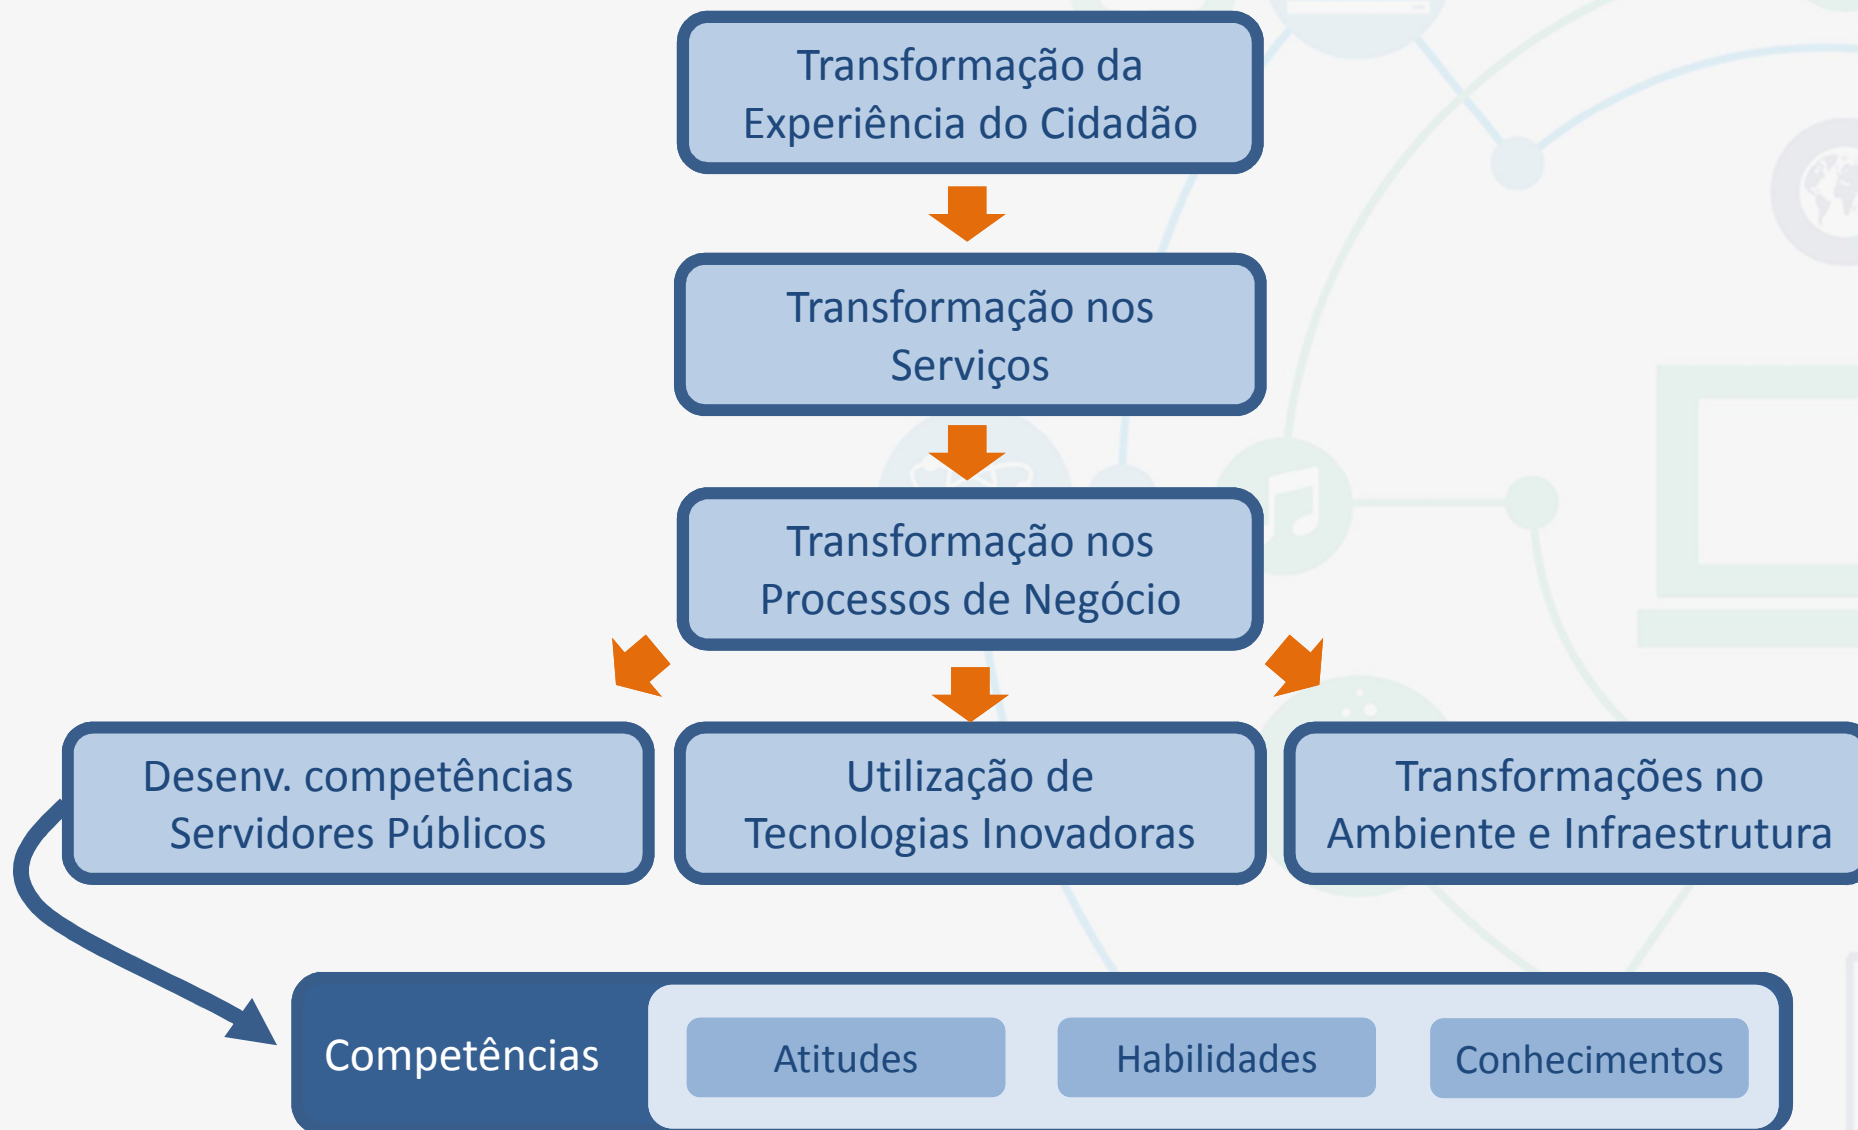 Transformação da
Experiência do Cidadão
Transformação nos
Serviços
Transformação nos
Processos de Negócio
Desenv. competências
Servidores Públicos
Utilização de
Tecnologias Inovadoras
Transformações no
Ambiente e Infraestrutura
Competências
Atitudes
Habilidades
Conhecimentos